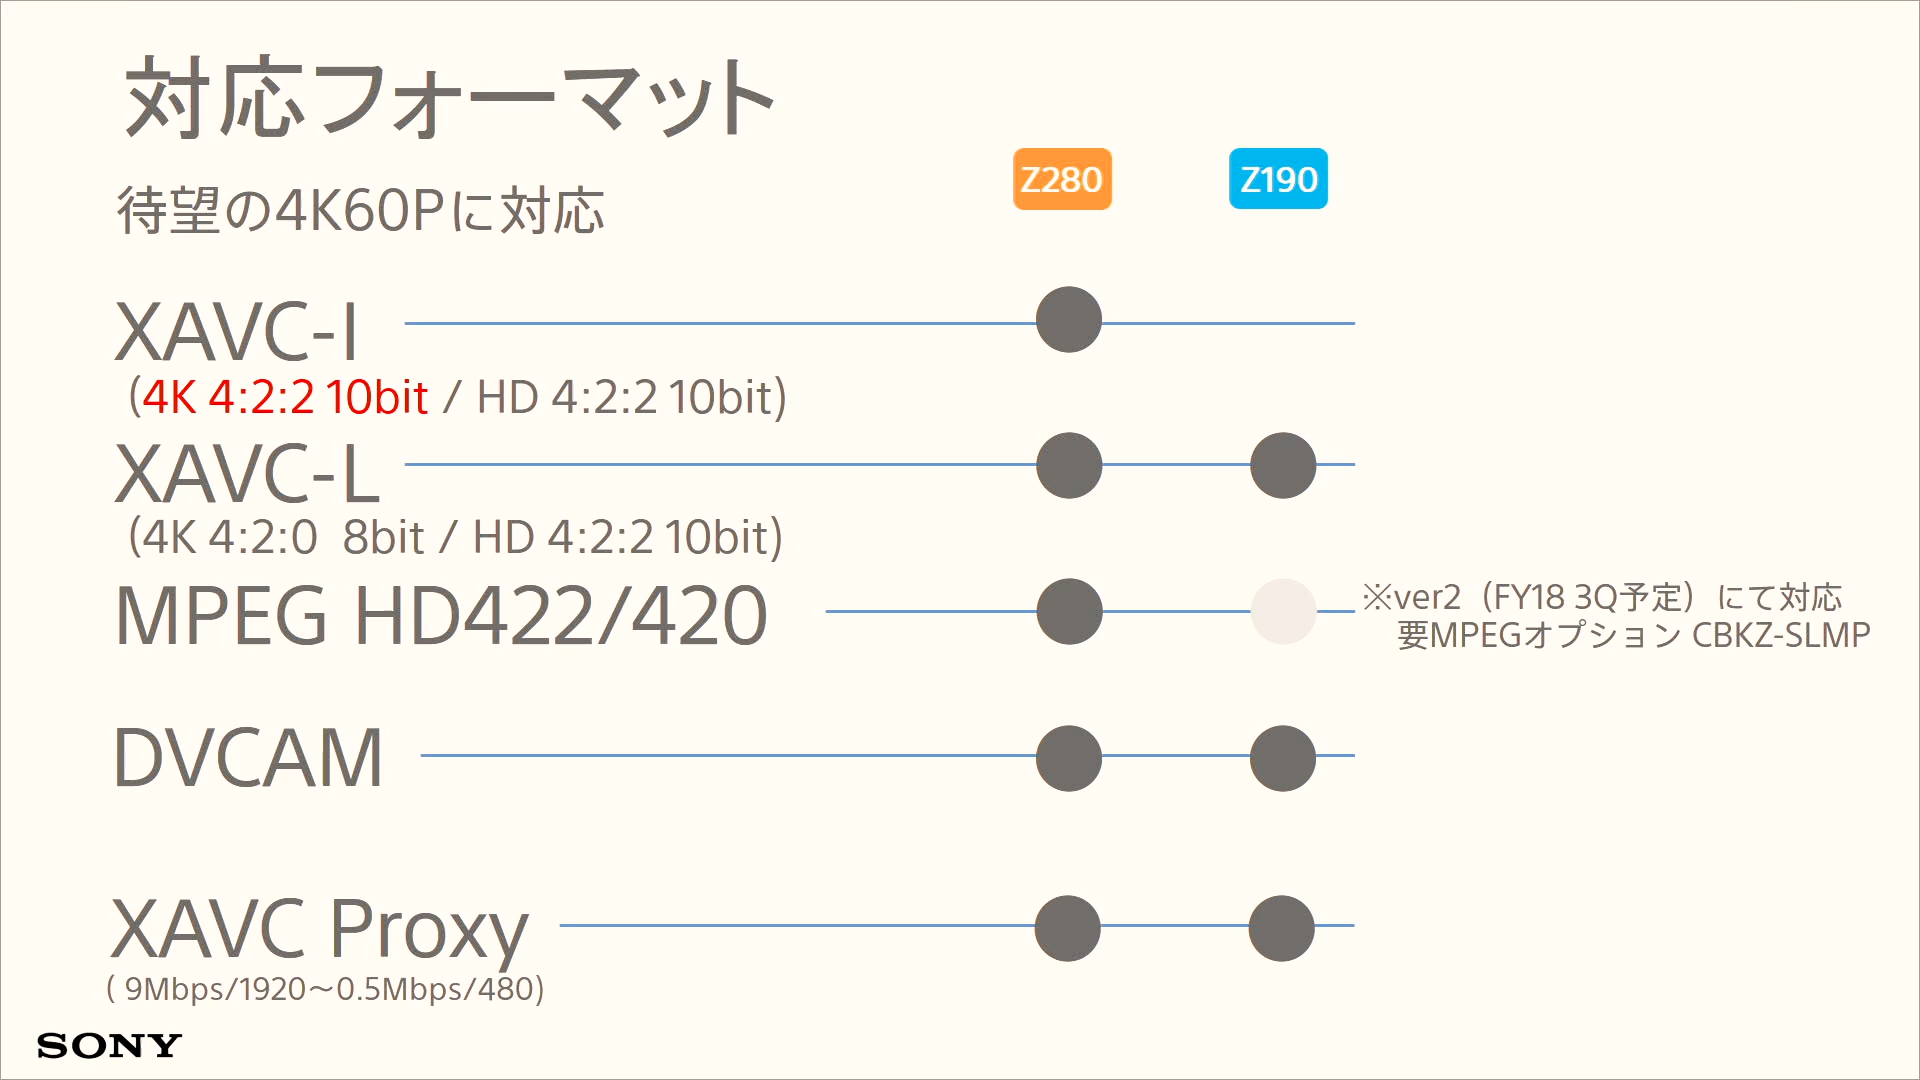 対応フォーマット
Z280
Z190
待望の4K60Pに対応
XAVC-I
(4K 4:2:2 10bit / HD 4:2:2 10bit)
XAVC-L
(4K 4:2:0 8bit / HD 4:2:2 10bit)
MPEG HD422/420
※ver2（FY18 3Q予定）にて対応
要MPEGオプション CBKZ-SLMP
DVCAM
XAVC Proxy
( 9Mbps/1920～0.5Mbps/480)
SONY